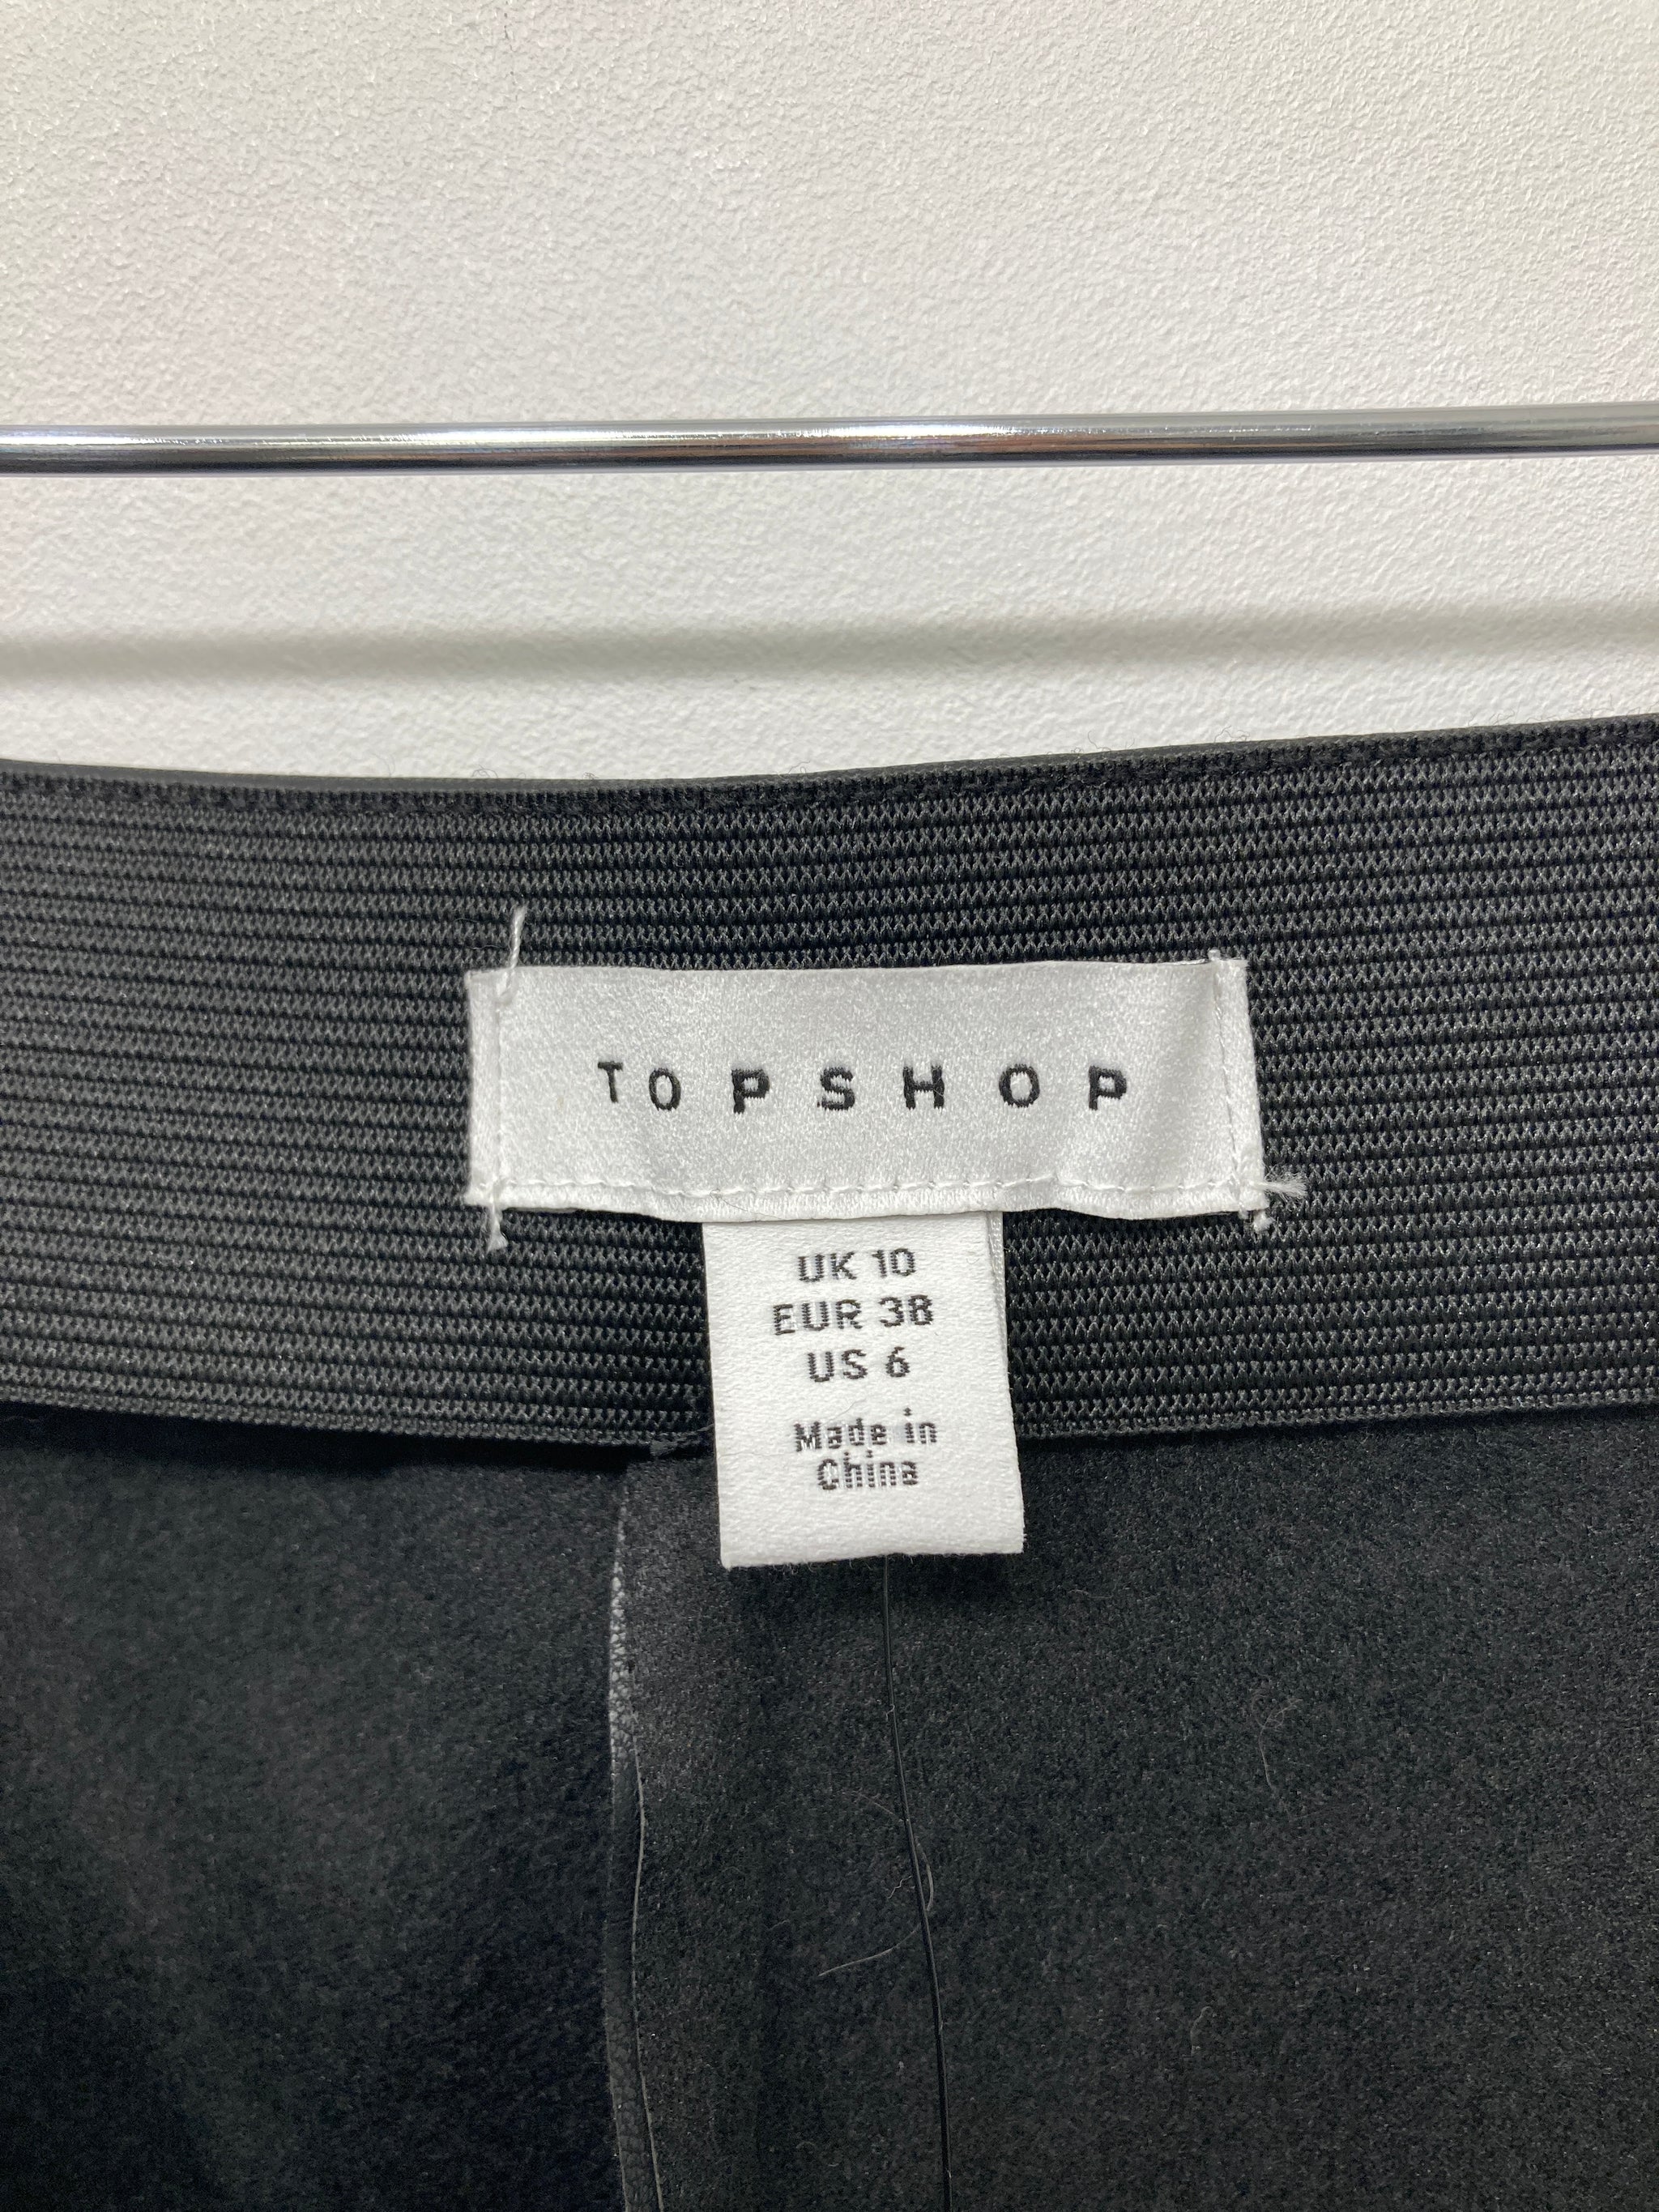 TOPSHOP
UK 10
EUR 38
US 6
Made in
China